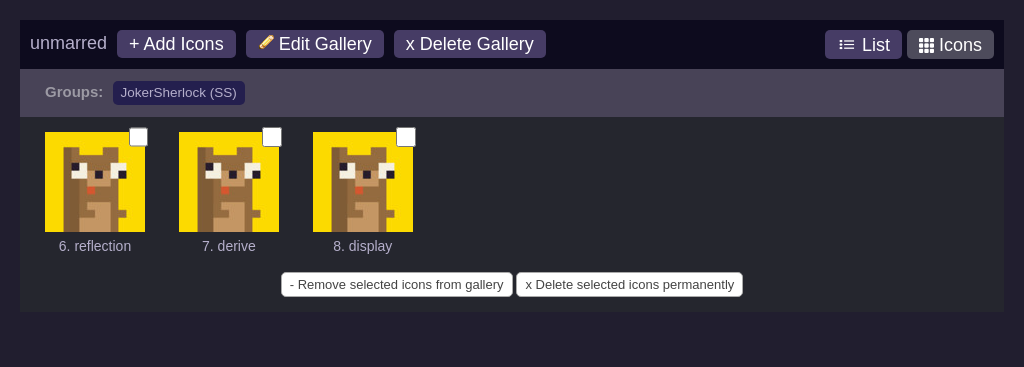 unmarred + Add Icons Edit Gallery x Delete Gallery List Icons
Groups: JokerSherlock (SS)
6. reflection 7. derive 8. display
- Remove selected icons from gallery x Delete selected icons permanently